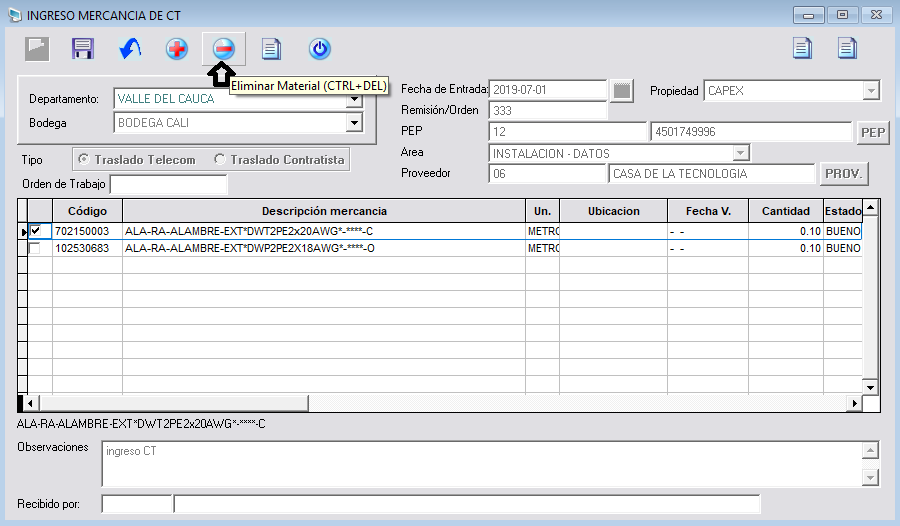 INGRESO MERCANCIA DE CT
Eliminar Material (CTRL+DEL)
Departamento: VALLE DEL CAUCA
Bodega BODEGA CALI
Tipo Traslado Telecom Traslado Contratista
Orden de Trabajo
Fecha de Entrada: 2019-07-01 Propiedad CAPEX
Remisión/Orden 333
PEP 12 4501749996 PEP
Area INSTALACION - DATOS
Proveedor 06 CASA DE LA TECNOLOGIA PROV.
Código Descripción mercancia Un. Ubicacion Fecha V. Cantidad Estado
702150003 ALA-RA-ALAMBRE-EXT*DWT2PE2x20AWG*-****-C METRO - - 0.10 BUENO
102530683 ALA-RA-ALAMBRE-EXT*DWT2PE2X18AWG*-****-O METRO - - 0.10 BUENO
ALA-RA-ALAMBRE-EXT*DWT2PE2x20AWG*-****-C
Observaciones ingreso CT
Recibido por: